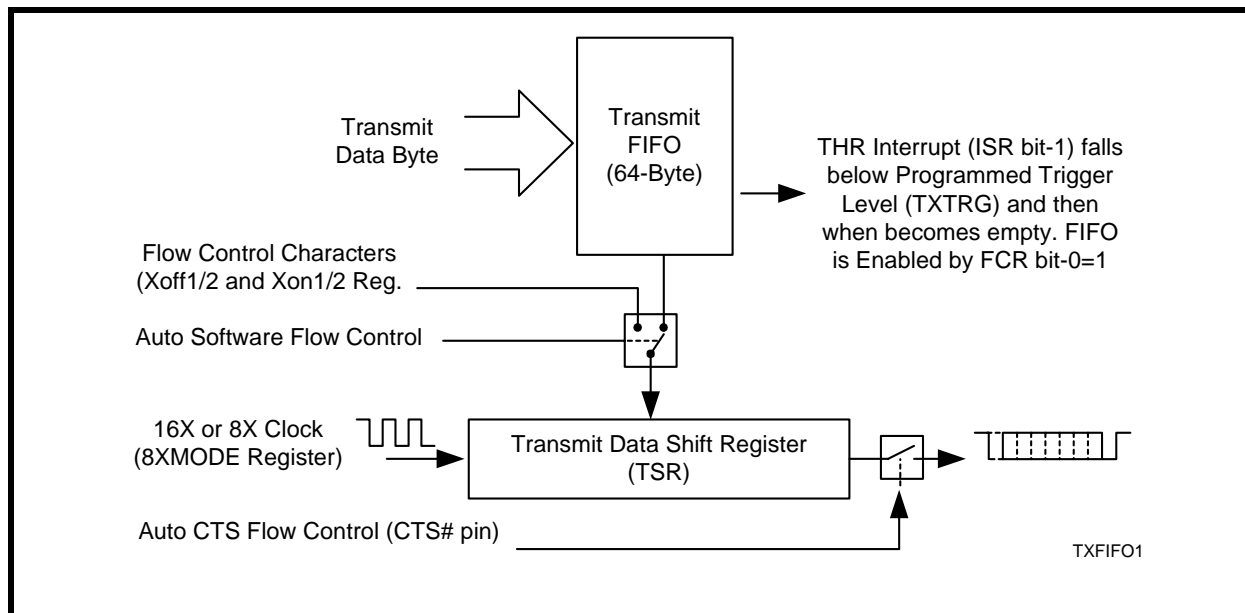 Transmit
Data Byte
Transmit
FIFO
(64-Byte)
THR Interrupt (ISR bit-1) falls
below Programmed Trigger
Level (TXTRG) and then
when becomes empty. FIFO
is Enabled by FCR bit-0=1
Flow Control Characters
(Xoff1/2 and Xon1/2 Reg.
Auto Software Flow Control
16X or 8X Clock
(8XMODE Register)
Transmit Data Shift Register
(TSR)
Auto CTS Flow Control (CTS# pin)
TXFIFO1